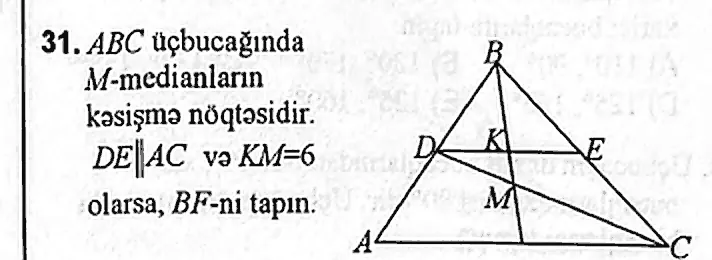 31. ABC üçbucağında
M-medianların
kəsişmə nöqtəsidir.
DE||AC və KM=6
olarsa, BF-ni tapın.
B
D K E
M
A C